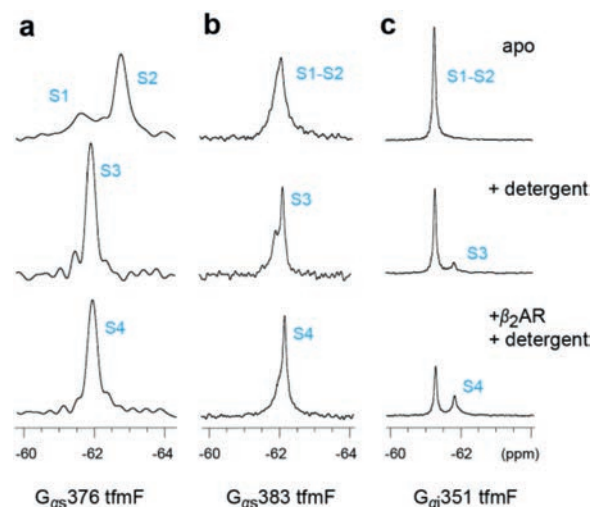 a b c
apo
S1 S2 S1-S2 S1-S2
S3 S3 + detergent
S3
+β₂AR
+ detergent
S4 S4 S4
-60 -62 -64 -60 -62 -64 -60 -62 (ppm)
Gαs376 tfmF Gαs383 tfmF Gαi351 tfmF